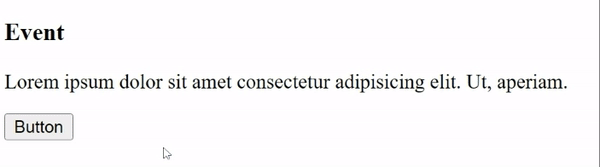 Event
Lorem ipsum dolor sit amet consectetur adipisicing elit. Ut, aperiam.
Button